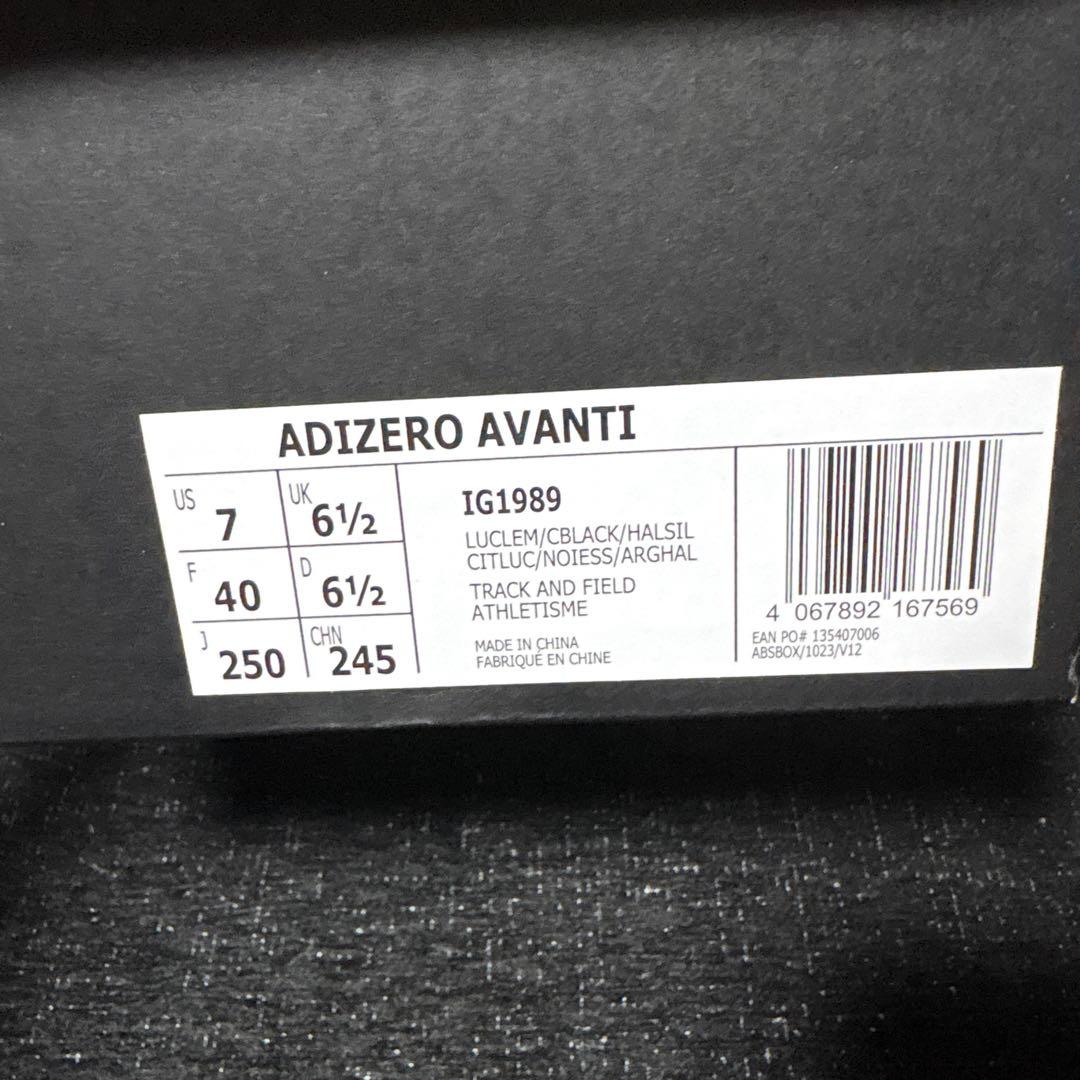 ADIZERO AVANTI
US 7 UK 6½
F 40 D 6½
J 250 CHN 245
IG1989
LUCLEM/CBLACK/HALSIL
CITLUC/NOIESS/ARGHAL
TRACK AND FIELD
ATHLETISME
MADE IN CHINA
FABRIQUÉ EN CHINE
4 067892 167569
EAN PO# 135407006
ABSBOX/1023/V12